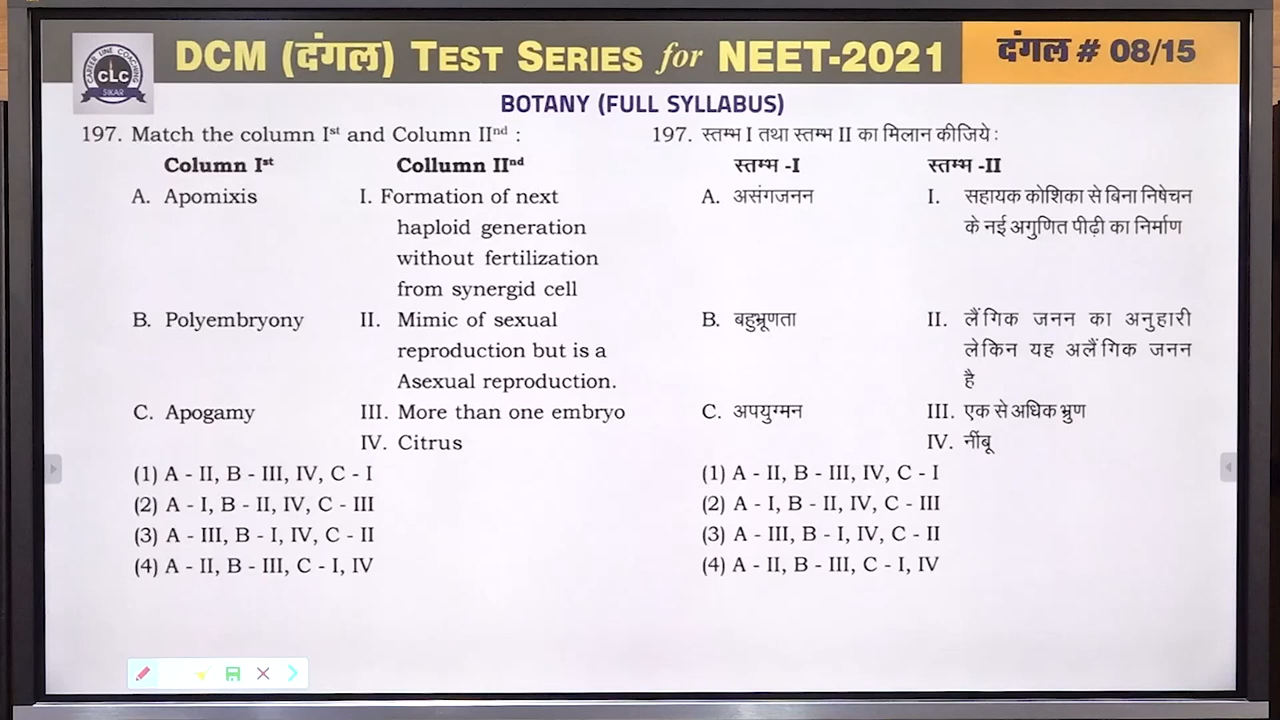 CAREER LINE COACHING
CLC
SIKAR
DCM (दंगल) TEST SERIES for NEET-2021
दंगल # 08/15
BOTANY (FULL SYLLABUS)
197. Match the column Iˢᵗ and Column IIⁿᵈ :
Column Iˢᵗ Collumn IIⁿᵈ
A. Apomixis I. Formation of next
haploid generation
without fertilization
from synergid cell
B. Polyembryony II. Mimic of sexual
reproduction but is a
Asexual reproduction.
C. Apogamy III. More than one embryo
IV. Citrus
(1) A - II, B - III, IV, C - I
(2) A - I, B - II, IV, C - III
(3) A - III, B - I, IV, C - II
(4) A - II, B - III, C - I, IV
197. स्तम्भ I तथा स्तम्भ II का मिलान कीजिये :
स्तम्भ -I स्तम्भ -II
A. असंगजनन I. सहायक कोशिका से बिना निषेचन
के नई अगुणित पीढ़ी का निर्माण
B. बहुभ्रूणता II. लैंगिक जनन का अनुहारी
लेकिन यह अलैंगिक जनन
है
C. अपयुग्मन III. एक से अधिक भ्रुण
IV. नींबू
(1) A - II, B - III, IV, C - I
(2) A - I, B - II, IV, C - III
(3) A - III, B - I, IV, C - II
(4) A - II, B - III, C - I, IV